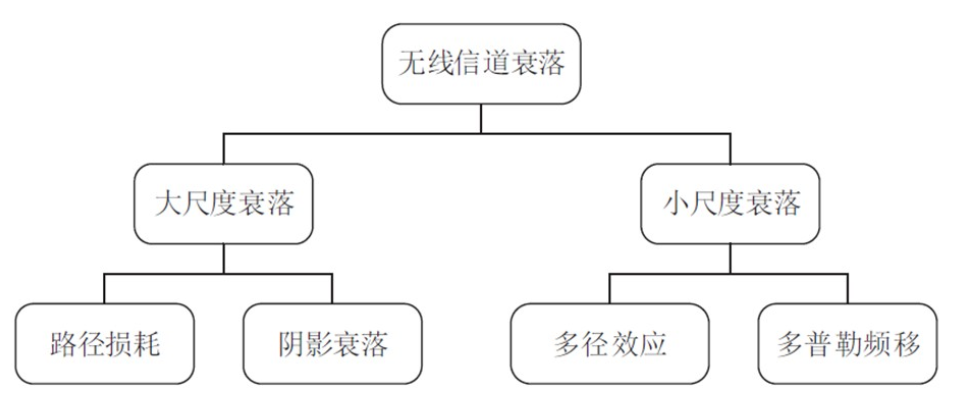 无线信道衰落
大尺度衰落
小尺度衰落
路径损耗
阴影衰落
多径效应
多普勒频移